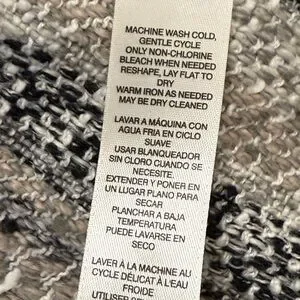 MACHINE WASH COLD,
GENTLE CYCLE
ONLY NON-CHLORINE
BLEACH WHEN NEEDED
RESHAPE, LAY FLAT TO
DRY
WARM IRON AS NEEDED
MAY BE DRY CLEANED
LAVAR A MÁQUINA CON
AGUA FRIA EN CICLO
SUAVE
USAR BLANQUEADOR
SIN CLORO CUANDO SE
NECESITE.
EXTENDER Y PONER EN
UN LUGAR PLANO PARA
SECAR
PLANCHAR A BAJA
TEMPERATURA
PUEDE LAVARSE EN
SECO
LAVER À LA MACHINE AU
CYCLE DÉLICAT À L'EAU
FROIDE
UTILISER